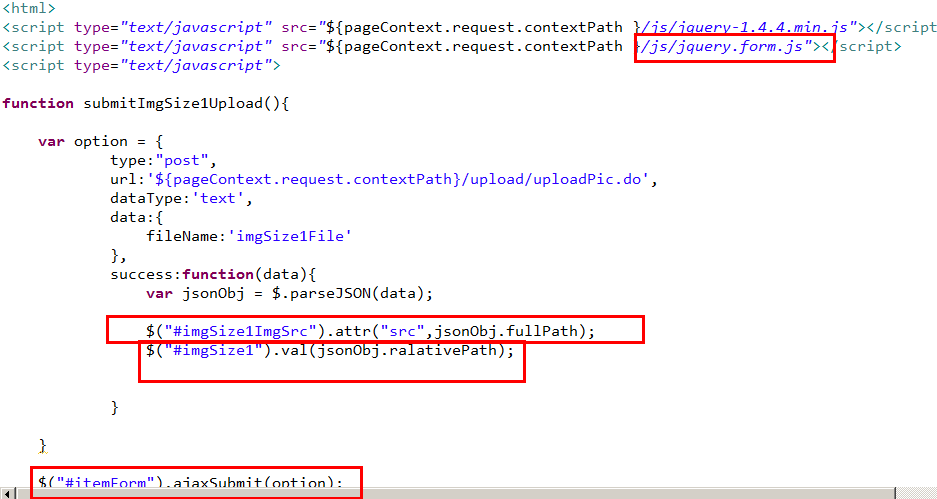 <html>
<script type="text/javascript" src="${pageContext.request.contextPath }/js/jquery-1.4.4.min.js"></script
<script type="text/javascript" src="${pageContext.request.contextPath }/js/jquery.form.js"></script>
<script type="text/javascript">
function submitImgSize1Upload(){
var option = {
type:"post",
url:'${pageContext.request.contextPath}/upload/uploadPic.do',
dataType:'text',
data:{
fileName:'imgSize1File'
},
success:function(data){
var jsonObj = $.parseJSON(data);
$("#imgSize1ImgSrc").attr("src",jsonObj.fullPath);
$("#imgSize1").val(jsonObj.ralativePath);
}
}
$("#itemForm").ajaxSubmit(option);